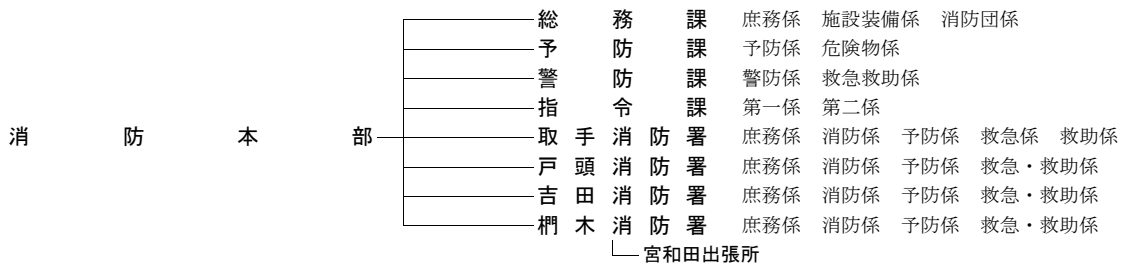 総務課 庶務係 施設装備係 消防団係
予防課 予防係 危険物係
警防課 警防係 救急救助係
指令課 第一係 第二係
消防本部 取手消防署 庶務係 消防係 予防係 救急係 救助係
戸頭消防署 庶務係 消防係 予防係 救急・救助係
吉田消防署 庶務係 消防係 予防係 救急・救助係
椚木消防署 庶務係 消防係 予防係 救急・救助係
宮和田出張所